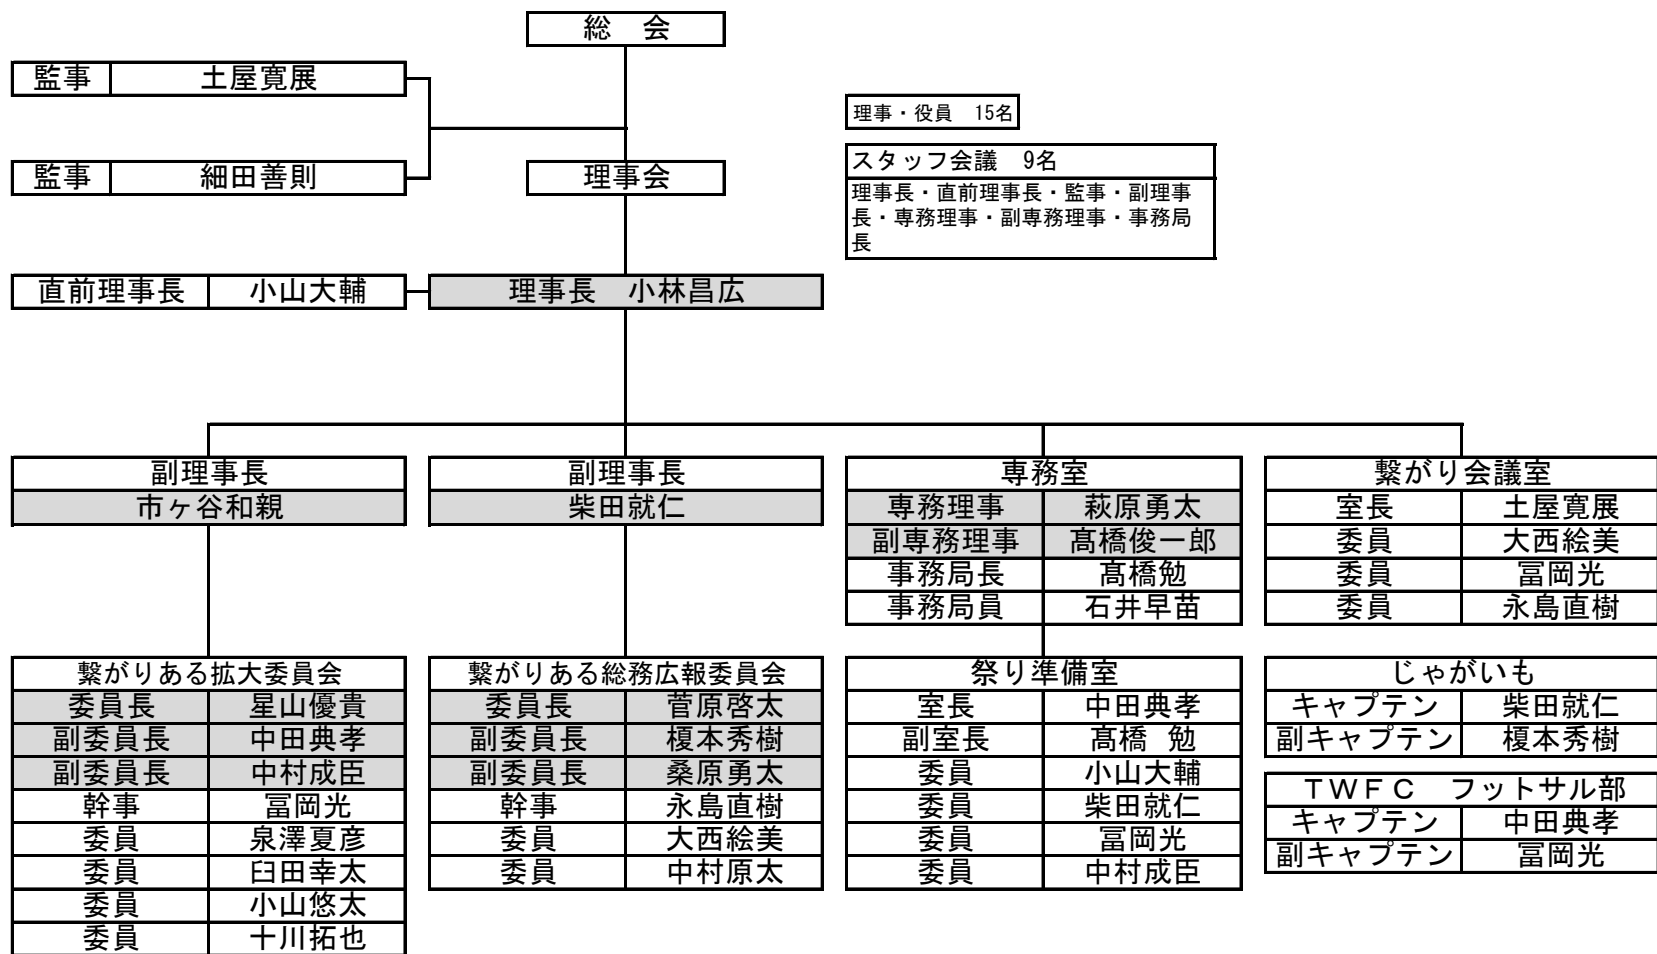 総　会
監事　土屋寛展
理事・役員　15名
スタッフ会議　9名
監事　細田善則
理事会
理事長・直前理事長・監事・副理事
長・専務理事・副専務理事・事務局
長
直前理事長　小山大輔
理事長　小林昌広
副理事長
市ヶ谷和親
副理事長
柴田就仁
専務室
専務理事　萩原勇太
副専務理事　髙橋俊一郎
事務局長　髙橋勉
事務局員　石井早苗
繋がり会議室
室長　土屋寛展
委員　大西絵美
委員　冨岡光
委員　永島直樹
繋がりある拡大委員会
委員長　星山優貴
副委員長　中田典孝
副委員長　中村成臣
幹事　冨岡光
委員　泉澤夏彦
委員　臼田幸太
委員　小山悠太
委員　十川拓也
繋がりある総務広報委員会
委員長　菅原啓太
副委員長　榎本秀樹
副委員長　桑原勇太
幹事　永島直樹
委員　大西絵美
委員　中村原太
祭り準備室
室長　中田典孝
副室長　髙橋 勉
委員　小山大輔
委員　柴田就仁
委員　冨岡光
委員　中村成臣
じゃがいも
キャプテン　柴田就仁
副キャプテン　榎本秀樹
ＴＷＦＣ　フットサル部
キャプテン　中田典孝
副キャプテン　冨岡光